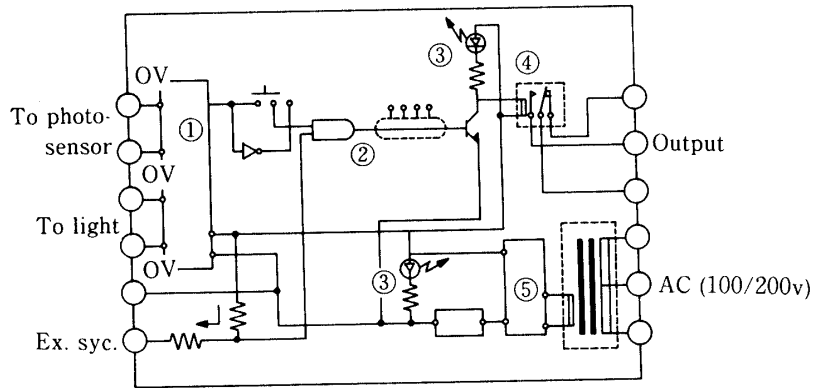 ③
④
OV
To photo-
sensor
①
②
Output
OV
To light
OV
③
⑤
AC (100/200v)
Ex. syc.